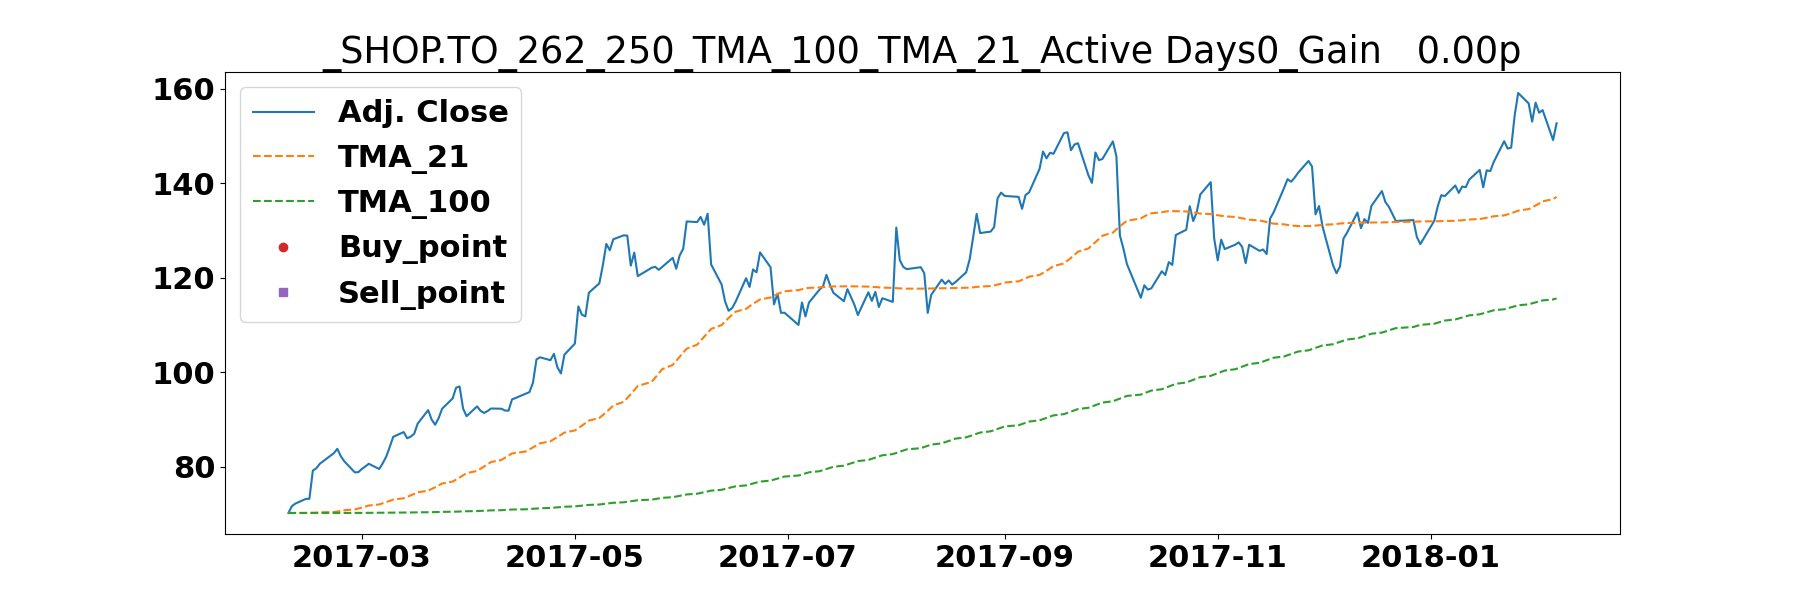 _SHOP.TO_262_250_TMA_100_TMA_21_Active Days0_Gain   0.00p
160
140
120
100
80
Adj. Close
TMA_21
TMA_100
Buy_point
Sell_point
2017-03 2017-05 2017-07 2017-09 2017-11 2018-01